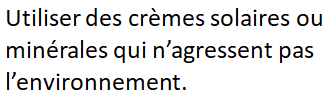 Utiliser des crèmes solaires ou
minérales qui n’agressent pas
l’environnement.